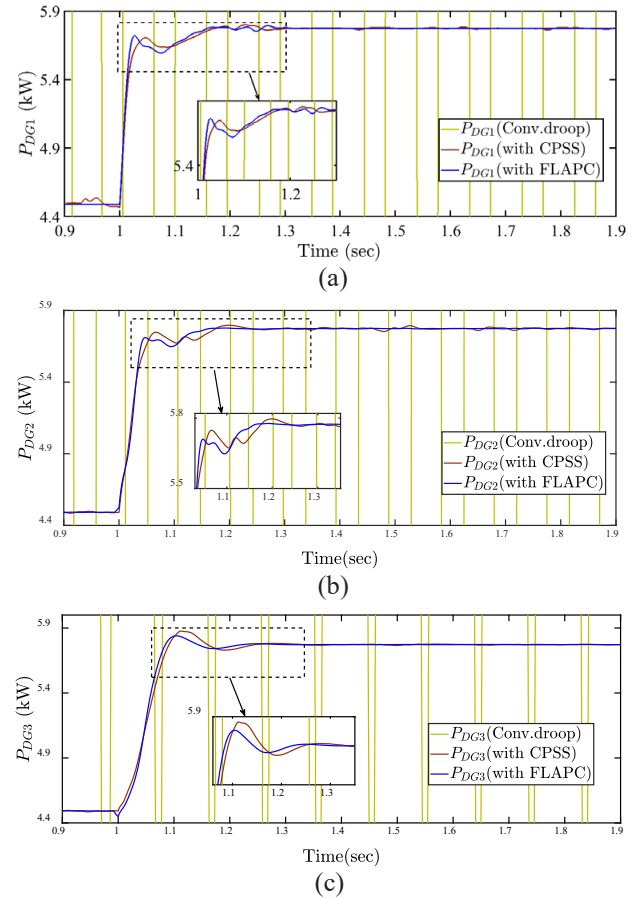 5.9
5.4
4.9
4.4
P_DG1 (kW)
5.4
1
1.2
P_DG1(Conv.droop)
P_DG1(with CPSS)
P_DG1(with FLAPC)
0.9 1 1.1 1.2 1.3 1.4 1.5 1.6 1.7 1.8 1.9
Time (sec)
(a)
5.9
5.4
4.9
4.4
P_DG2 (kW)
5.8
5.5
1.1 1.2 1.3
P_DG2(Conv.droop)
P_DG2(with CPSS)
P_DG2(with FLAPC)
0.9 1 1.1 1.2 1.3 1.4 1.5 1.6 1.7 1.8 1.9
Time(sec)
(b)
5.9
5.4
4.9
4.4
P_DG3 (kW)
5.9
1.1 1.2 1.3
P_DG3(Conv.droop)
P_DG3(with CPSS)
P_DG3(with FLAPC)
0.9 1 1.1 1.2 1.3 1.4 1.5 1.6 1.7 1.8 1.9
Time(sec)
(c)